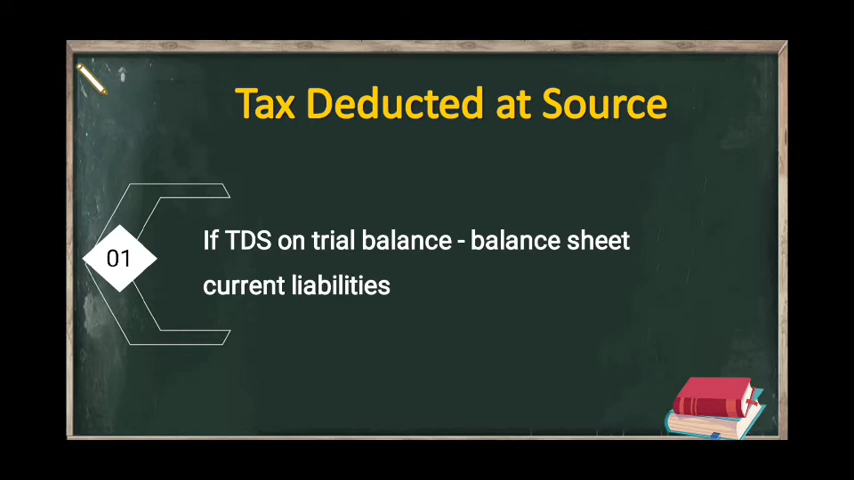 Tax Deducted at Source
01
If TDS on trial balance - balance sheet
current liabilities